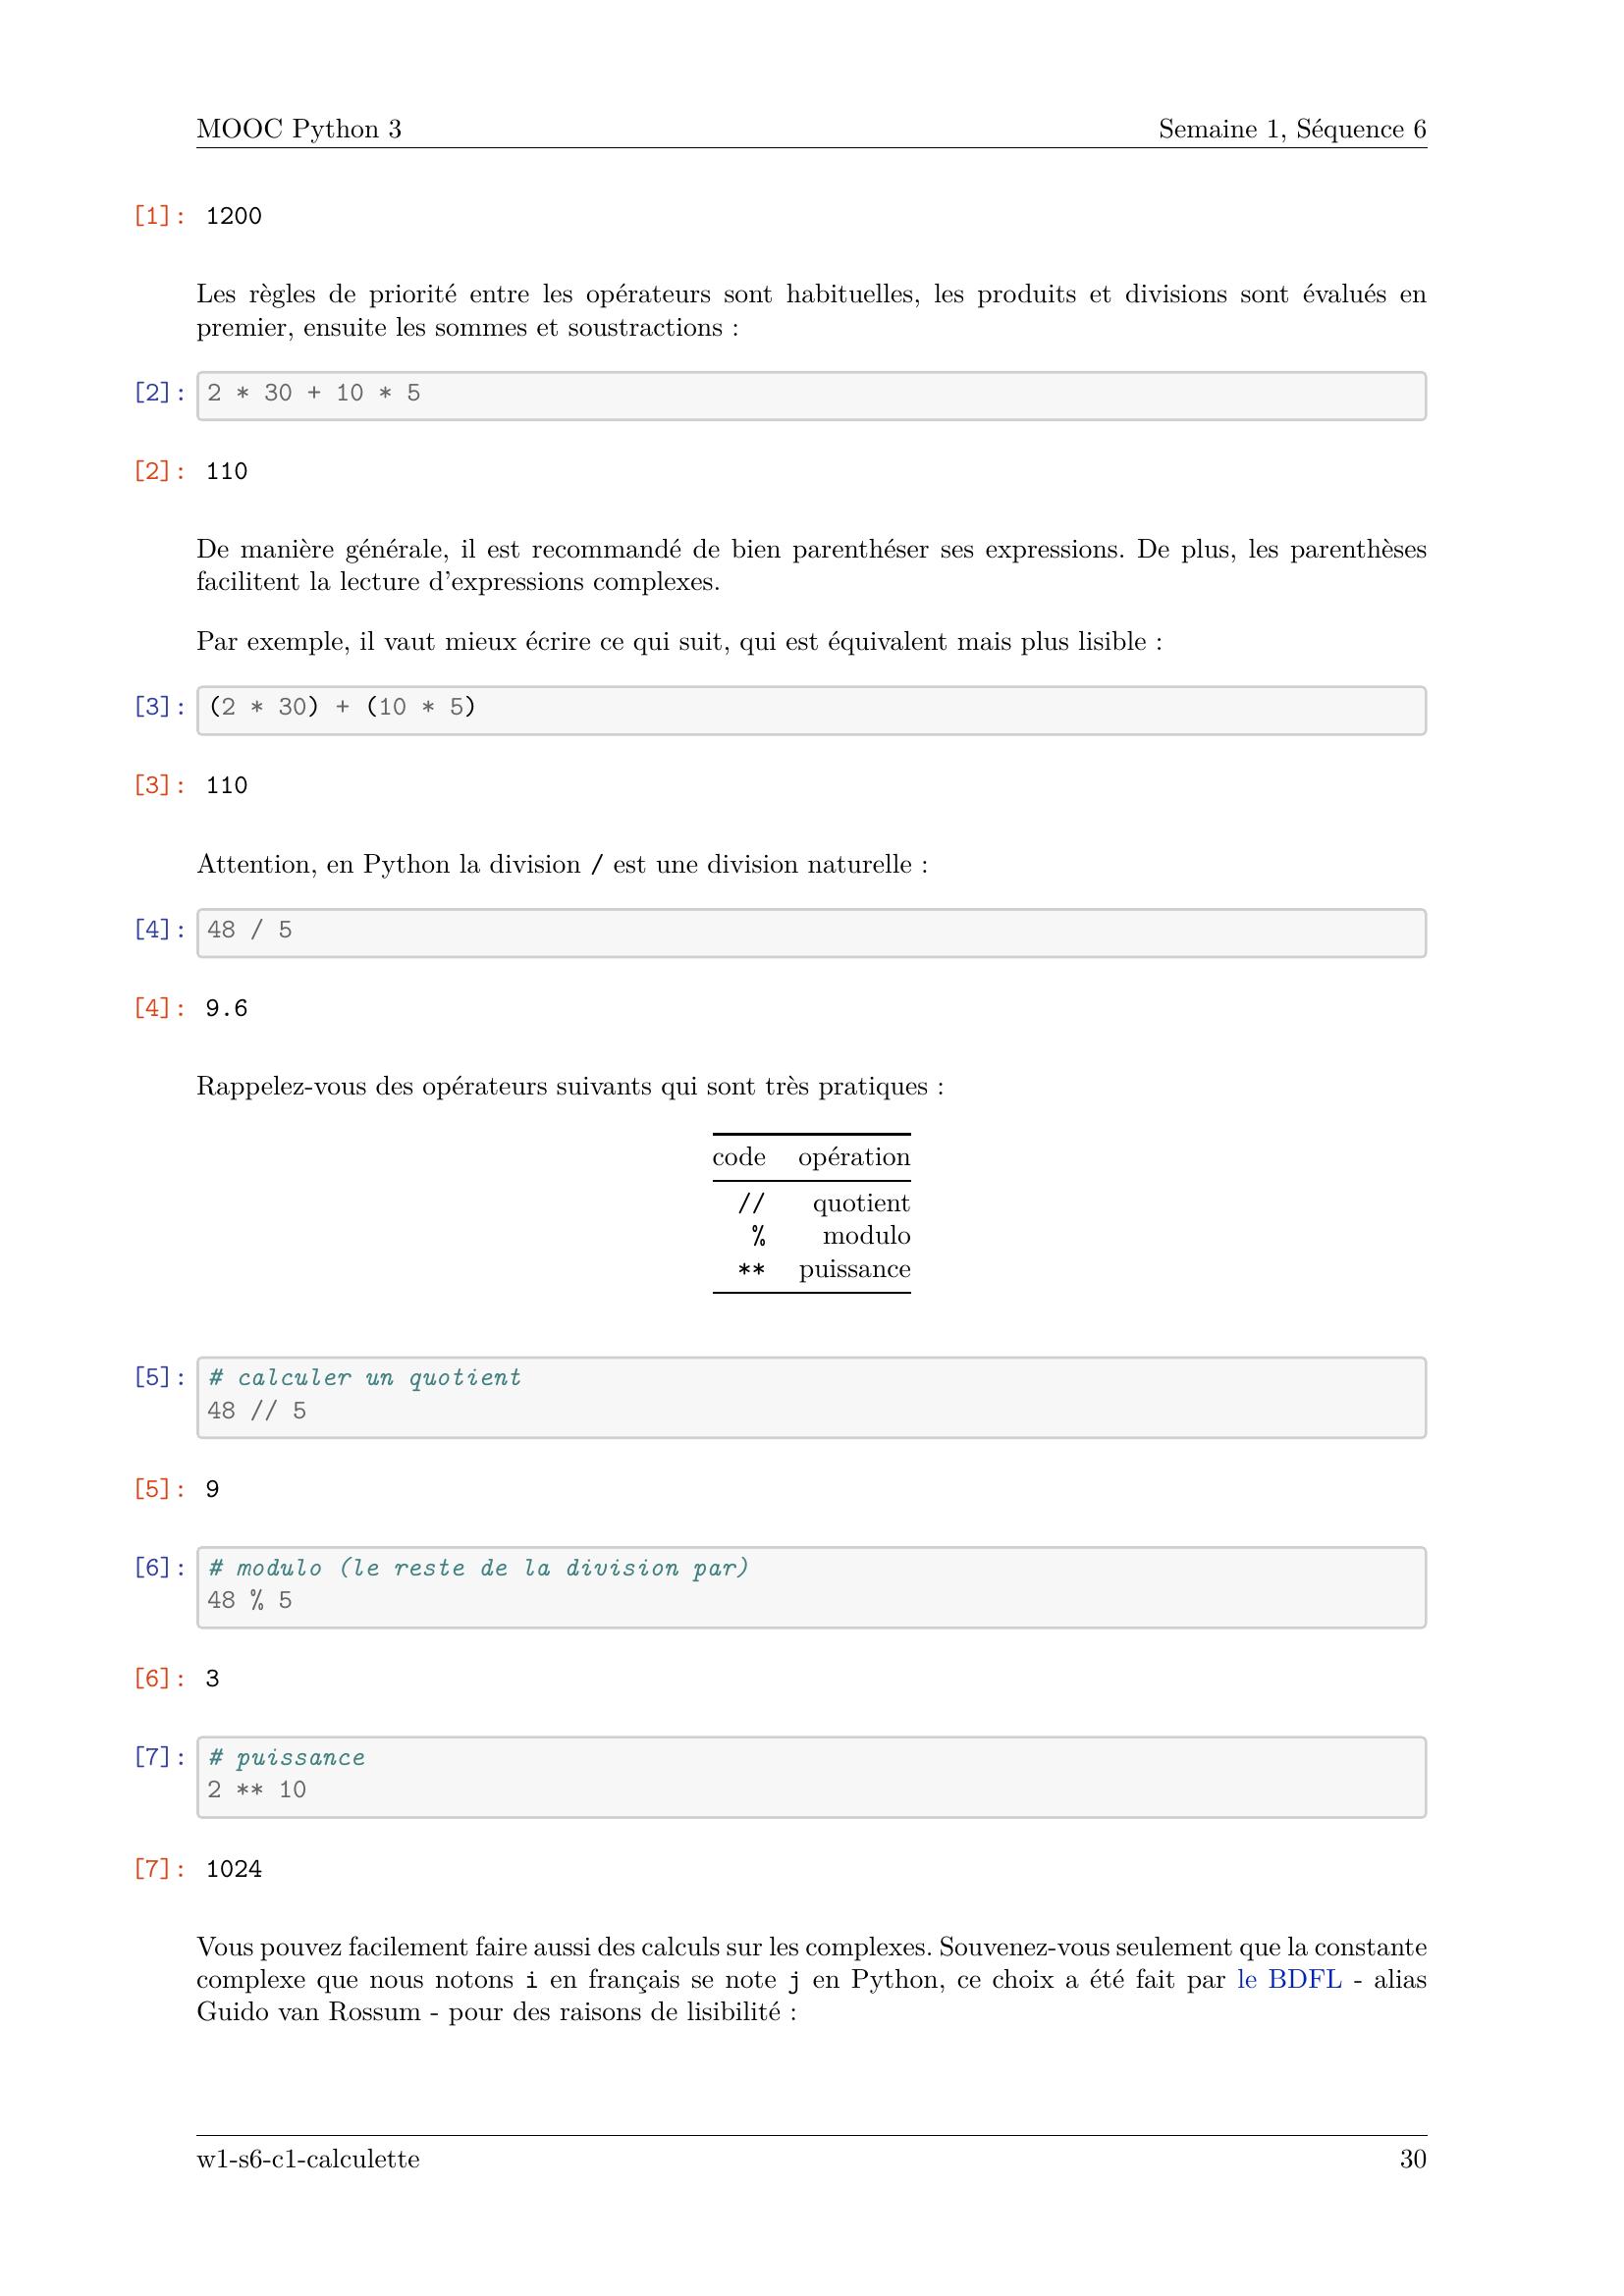 MOOC Python 3 Semaine 1, Séquence 6
[1]: 1200
Les règles de priorité entre les opérateurs sont habituelles, les produits et divisions sont évalués en
premier, ensuite les sommes et soustractions :
[2]: 2 * 30 + 10 * 5
[2]: 110
De manière générale, il est recommandé de bien parenthéser ses expressions. De plus, les parenthèses
facilitent la lecture d'expressions complexes.
Par exemple, il vaut mieux écrire ce qui suit, qui est équivalent mais plus lisible :
[3]: (2 * 30) + (10 * 5)
[3]: 110
Attention, en Python la division / est une division naturelle :
[4]: 48 / 5
[4]: 9.6
Rappelez-vous des opérateurs suivants qui sont très pratiques :
code opération
// quotient
% modulo
** puissance
[5]: # calculer un quotient
48 // 5
[5]: 9
[6]: # modulo (le reste de la division par)
48 % 5
[6]: 3
[7]: # puissance
2 ** 10
[7]: 1024
Vous pouvez facilement faire aussi des calculs sur les complexes. Souvenez-vous seulement que la constante
complexe que nous notons i en français se note j en Python, ce choix a été fait par le BDFL - alias
Guido van Rossum - pour des raisons de lisibilité :
w1-s6-c1-calculette 30